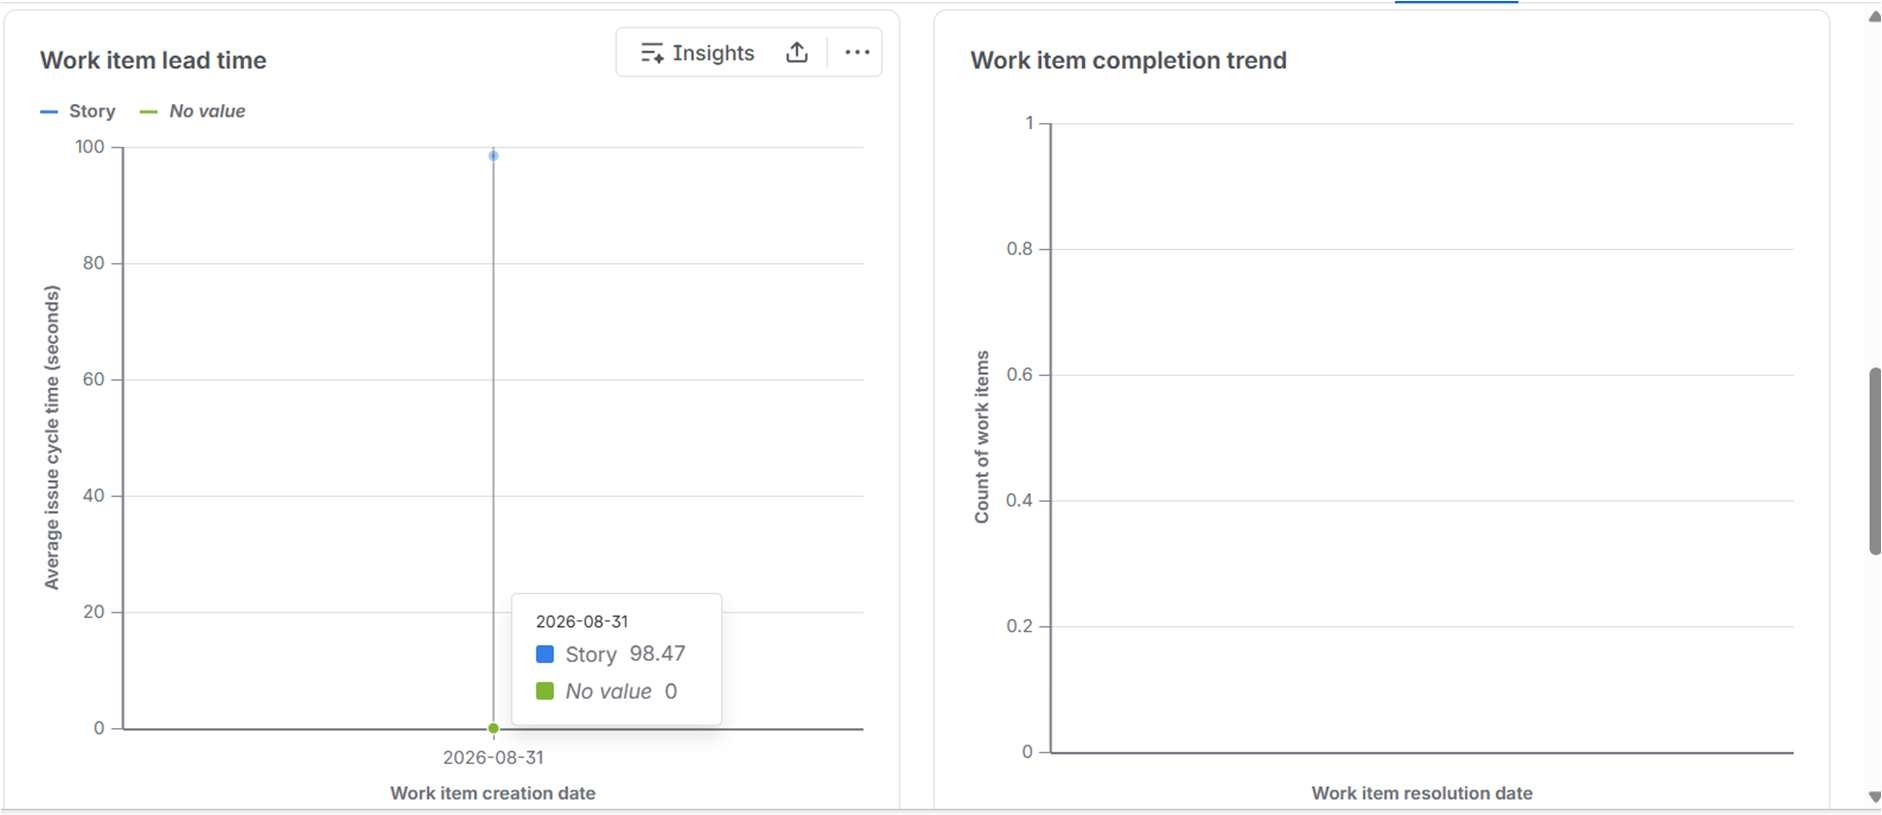 Work item lead time
Insights
Story No value
100
80
60
40
20
0
Average issue cycle time (seconds)
2026-08-31
Story 98.47
No value 0
2026-08-31
Work item creation date
Work item completion trend
1
0.8
0.6
0.4
0.2
0
Count of work items
Work item resolution date